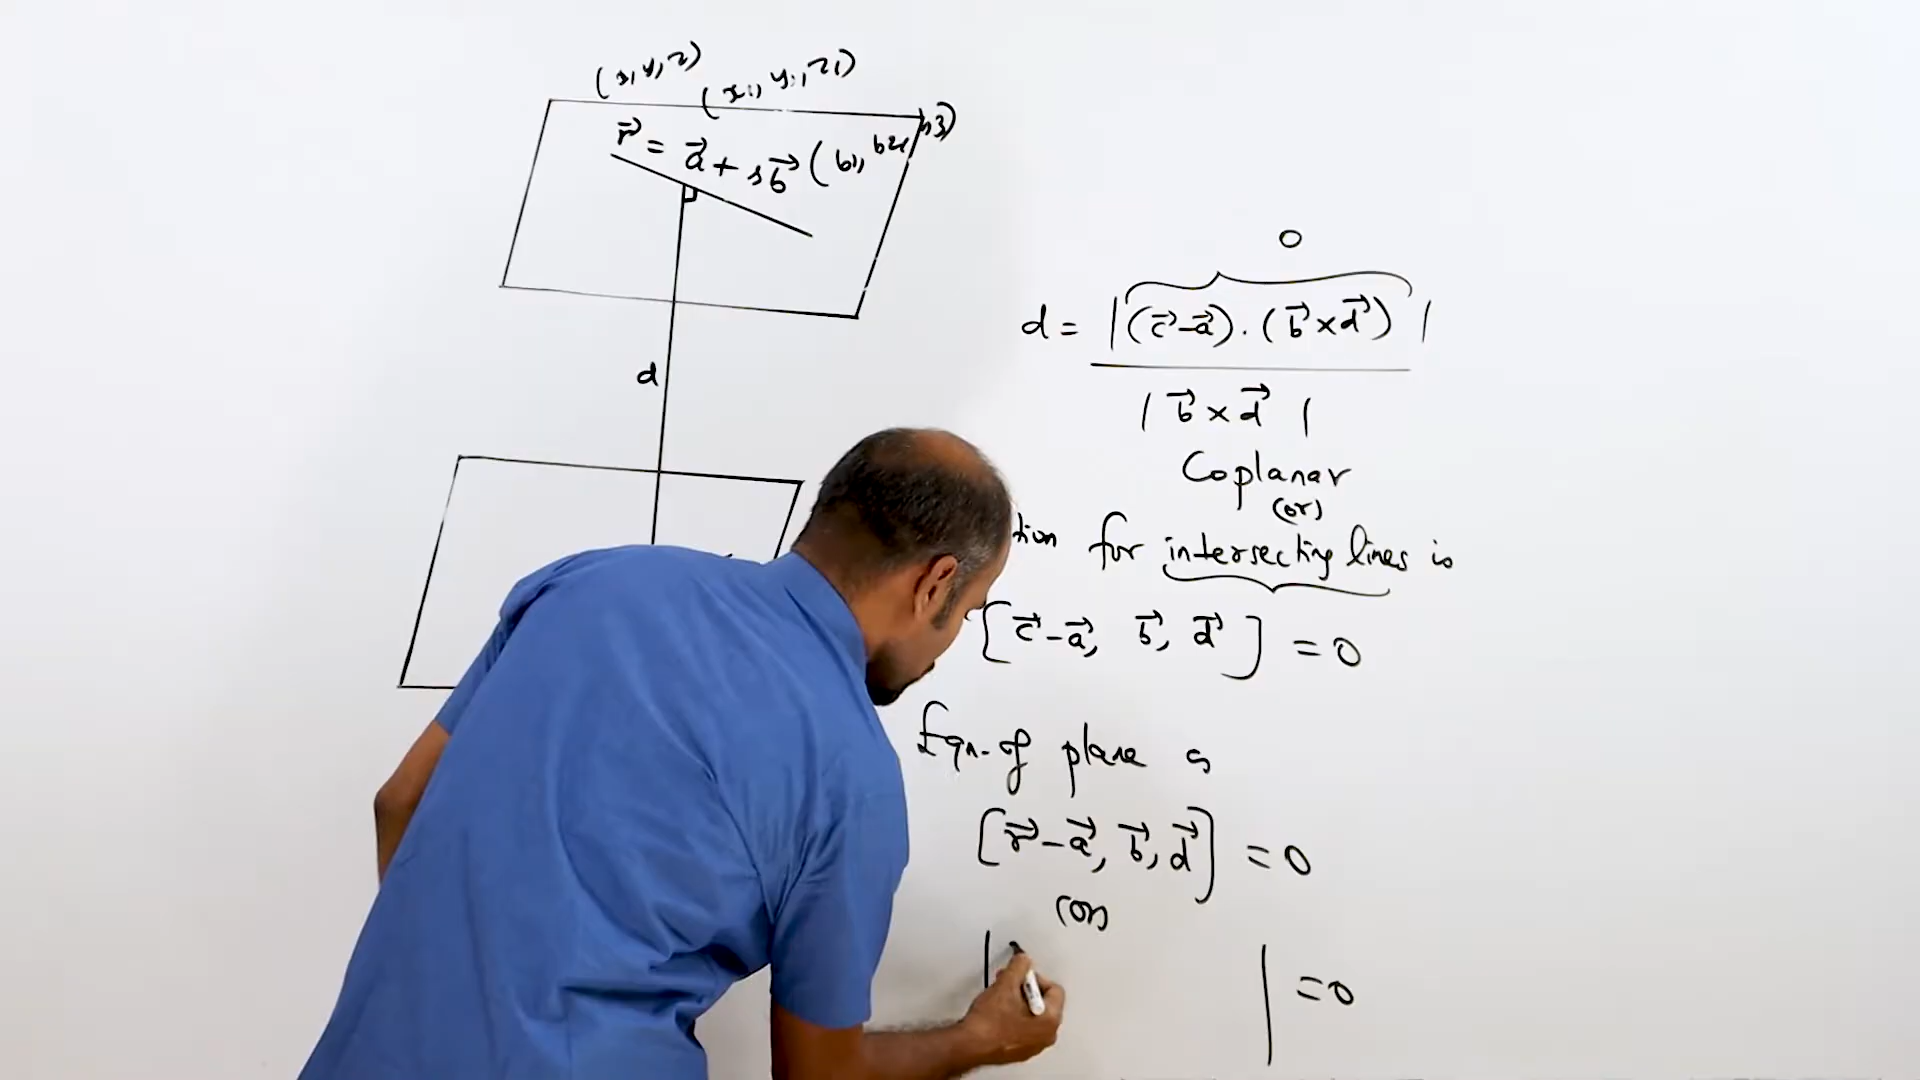 (x, y, z)
(x1, y1, z1)
r⃗ = a⃗ + sb⃗ (b1, b2, b3)
d
0
d = |(c⃗-a⃗).(b⃗×d⃗)|
|b⃗×d⃗|
Coplanar
(or)
tion for intersecting lines is
[c⃗-a⃗, b⃗, d⃗] = 0
Eqn. of plane is
[r⃗-a⃗, b⃗, d⃗] = 0
(or)
| | =0